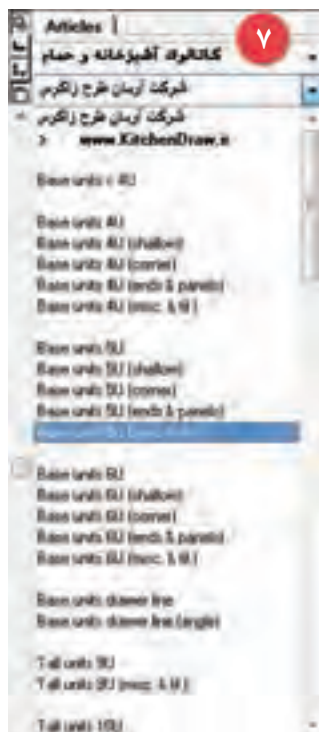 Articles
۷
کاتالوگ آشپزخانه و حمام
شرکت آرمان طرح زاگرس
شرکت آرمان طرح زاگرس
> www.KitchenDraw.ir
Base units < 4U
Base units 4U
Base units 4U (shallow)
Base units 4U (corner)
Base units 4U (ends & panels)
Base units 4U (misc. & fill.)
Base units 5U
Base units 5U (shallow)
Base units 5U (corner)
Base units 5U (ends & panels)
Base units 5U (misc. & fill.)
Base units 6U
Base units 6U (shallow)
Base units 6U (corner)
Base units 6U (ends & panels)
Base units 6U (misc. & fill.)
Base units drawer line
Base units drawer line (angle)
Tall units 9U
Tall units 9U (misc. & fill.)
Tall units 10U